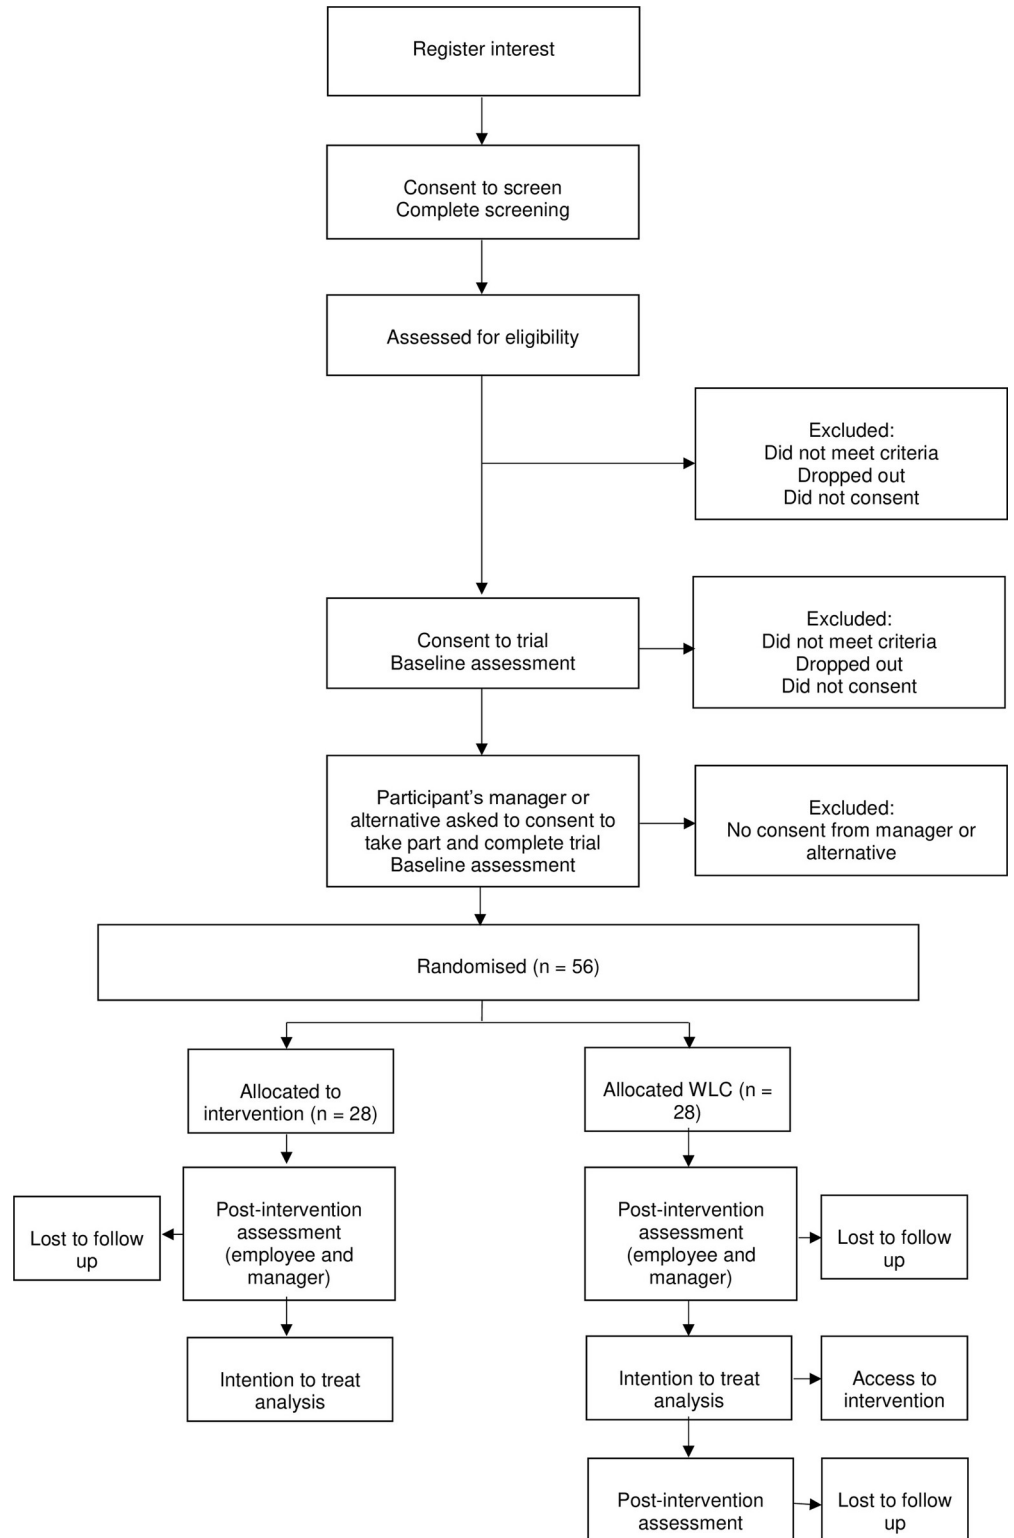 Register interest
Consent to screen
Complete screening
Assessed for eligibility
Excluded:
Did not meet criteria
Dropped out
Did not consent
Consent to trial
Baseline assessment
Excluded:
Did not meet criteria
Dropped out
Did not consent
Participant's manager or
alternative asked to consent to
take part and complete trial
Baseline assessment
Excluded:
No consent from manager or
alternative
Randomised (n = 56)
Allocated to
intervention (n = 28)
Allocated WLC (n =
28)
Lost to follow
up
Post-intervention
assessment
(employee and
manager)
Post-intervention
assessment
(employee and
manager)
Lost to follow
up
Intention to treat
analysis
Intention to treat
analysis
Access to
intervention
Post-intervention
assessment
Lost to follow
up